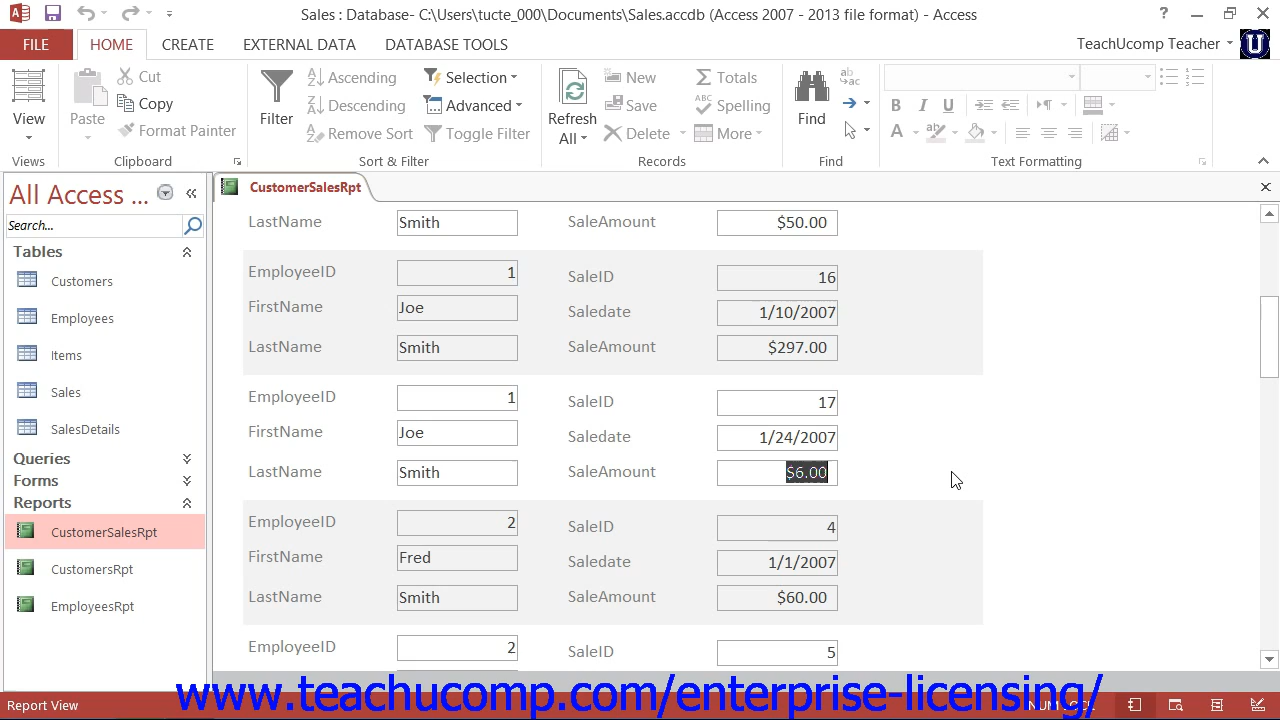 Sales : Database- C:\Users\tucte_000\Documents\Sales.accdb (Access 2007 - 2013 file format) - Access
FILE HOME CREATE EXTERNAL DATA DATABASE TOOLS TeachUcomp Teacher U
View
Views
Paste
Cut
Copy
Format Painter
Clipboard
Filter
Ascending
Descending
Remove Sort
Selection
Advanced
Toggle Filter
Sort & Filter
Refresh All
New
Save
Delete
Totals
Spelling
More
Records
Find
Find
B I U
A
Text Formatting
All Access ...
Search...
Tables
Customers
Employees
Items
Sales
SalesDetails
Queries
Forms
Reports
CustomerSalesRpt
CustomersRpt
EmployeesRpt
CustomerSalesRpt
LastName Smith SaleAmount $50.00
EmployeeID 1 SaleID 16
FirstName Joe Saledate 1/10/2007
LastName Smith SaleAmount $297.00
EmployeeID 1 SaleID 17
FirstName Joe Saledate 1/24/2007
LastName Smith SaleAmount $6.00
EmployeeID 2 SaleID 4
FirstName Fred Saledate 1/1/2007
LastName Smith SaleAmount $60.00
EmployeeID 2 SaleID 5
www.teachucomp.com/enterprise-licensing/
Report View NUM LOCK